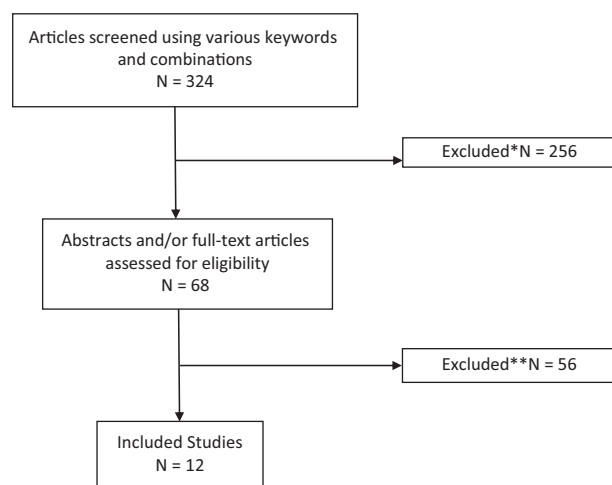 Articles screened using various keywords
and combinations
N = 324
Excluded*N = 256
Abstracts and/or full-text articles
assessed for eligibility
N = 68
Excluded**N = 56
Included Studies
N = 12